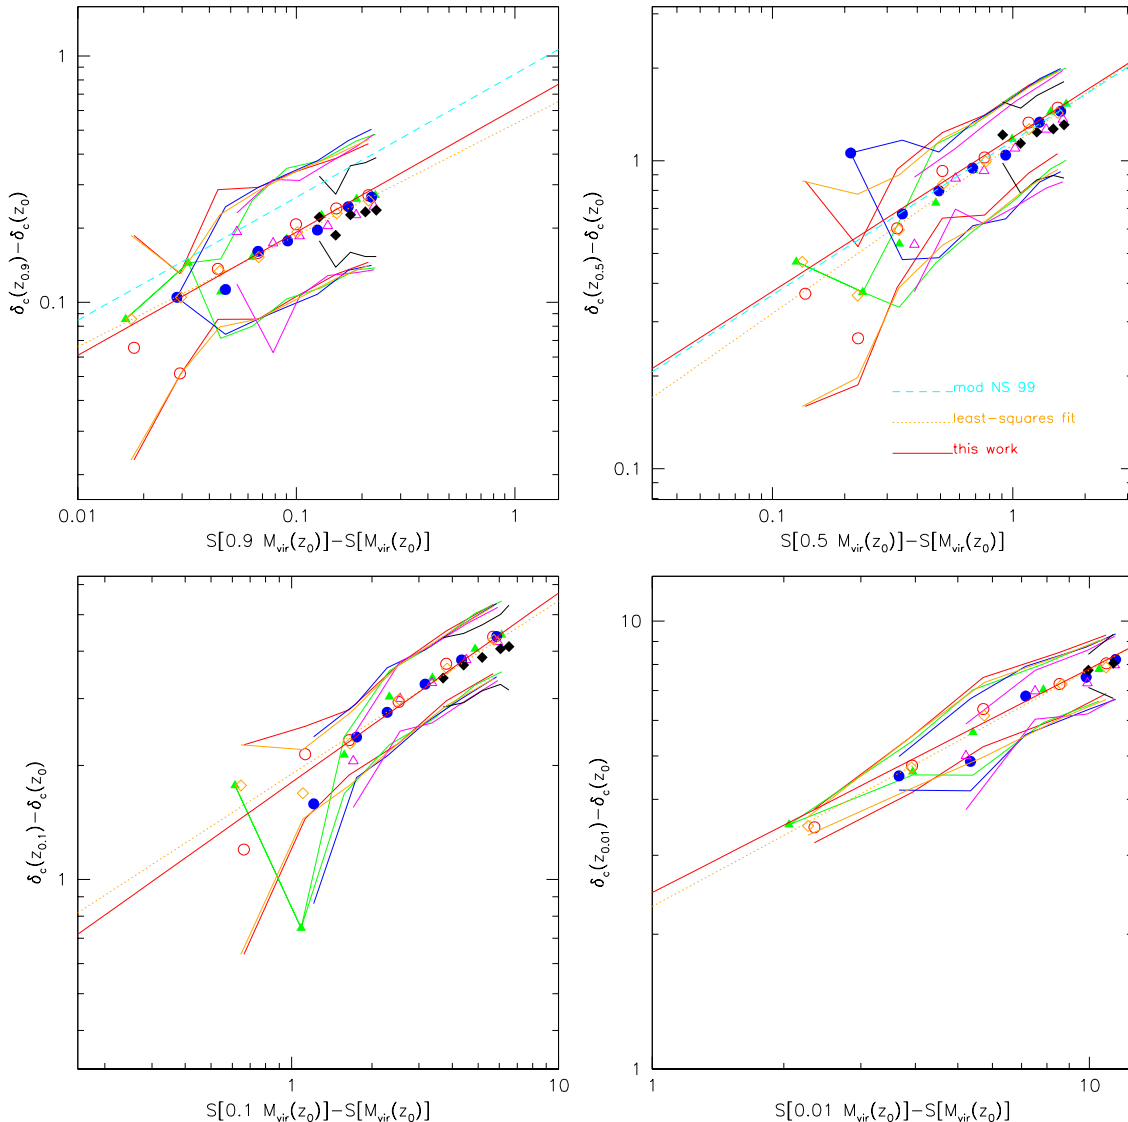 1
0.1
δc(z0.9)−δc(z0)
0.01
0.1
1
S[0.9 Mvir(z0)]−S[Mvir(z0)]
1
0.1
δc(z0.5)−δc(z0)
mod NS 99
least−squares fit
this work
0.1
1
S[0.5 Mvir(z0)]−S[Mvir(z0)]
1
δc(z0.1)−δc(z0)
1
10
S[0.1 Mvir(z0)]−S[Mvir(z0)]
10
1
δc(z0.01)−δc(z0)
1
10
S[0.01 Mvir(z0)]−S[Mvir(z0)]